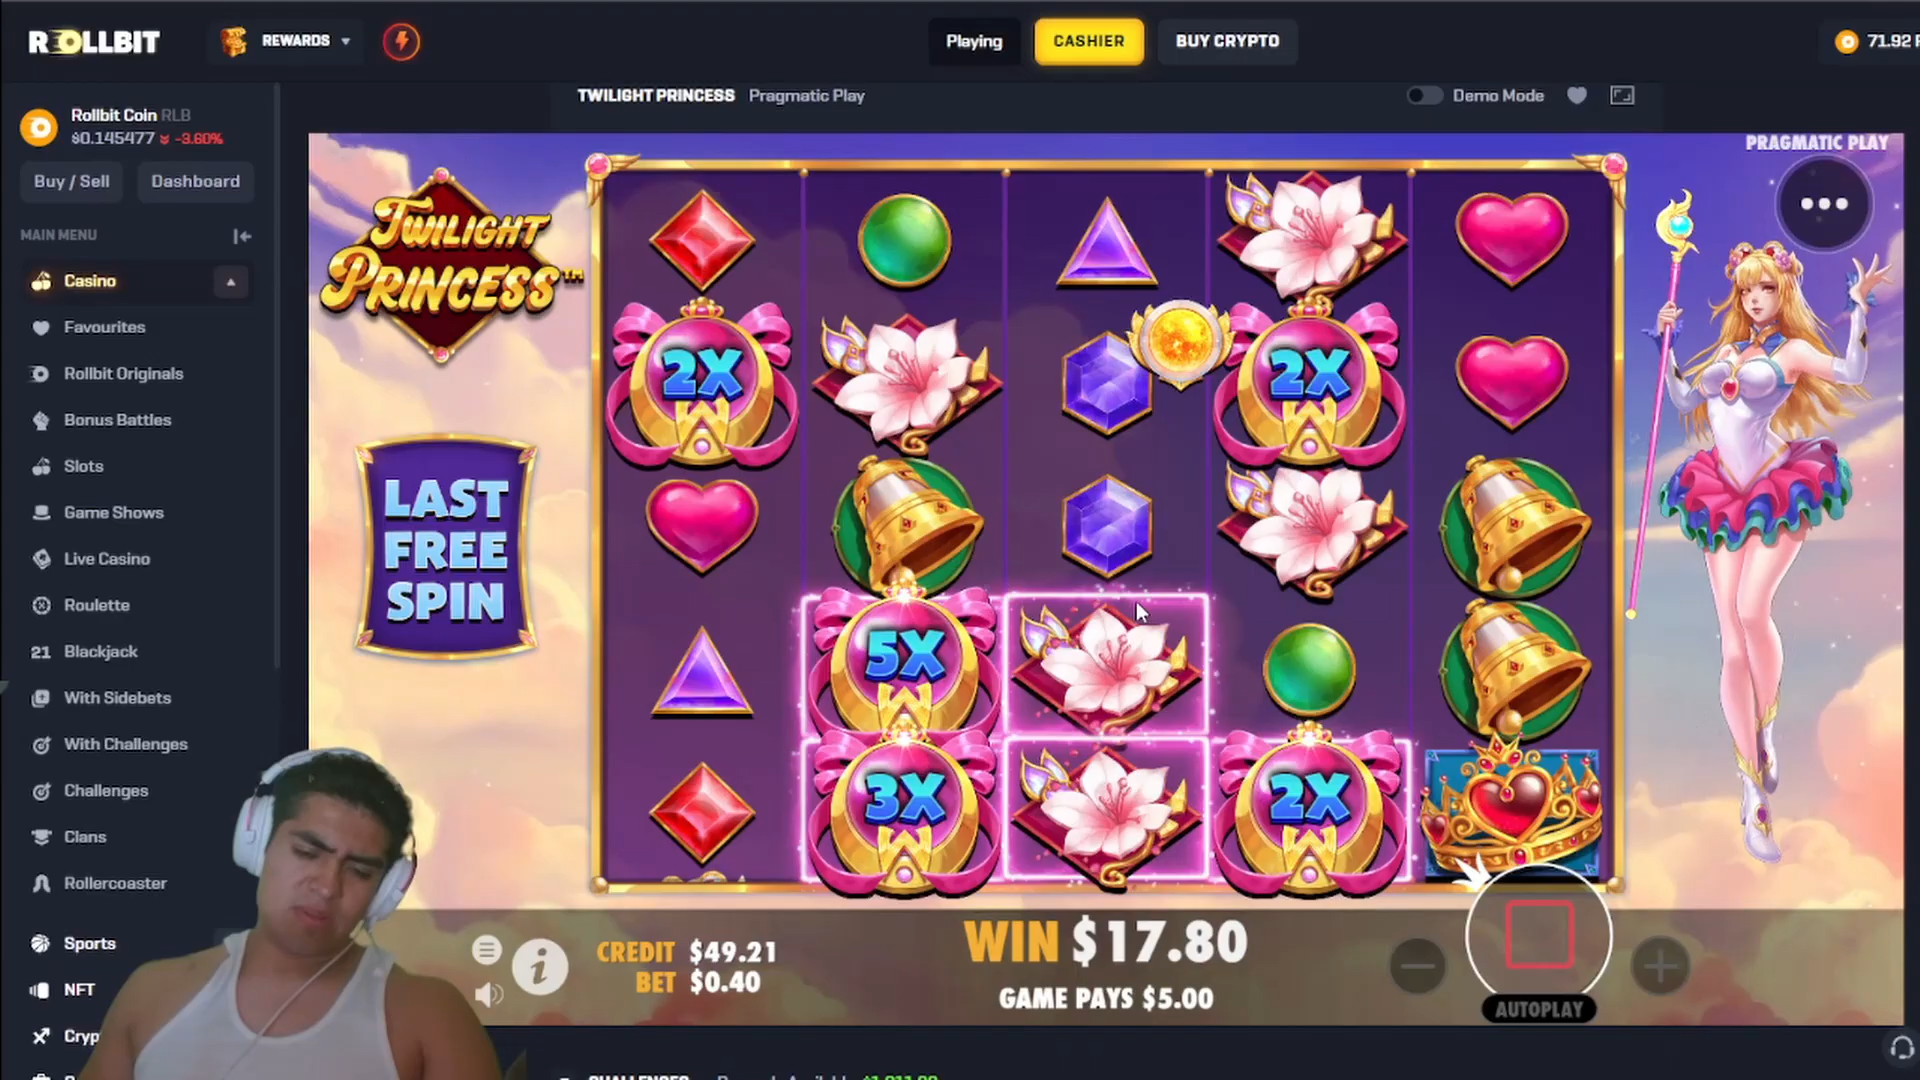 ROLLBIT
REWARDS
Playing
CASHIER
BUY CRYPTO
71.92
Rollbit Coin RLB
$0.145477 -3.60%
Buy / Sell
Dashboard
MAIN MENU
Casino
Favourites
Rollbit Originals
Bonus Battles
Slots
Game Shows
Live Casino
Roulette
21 Blackjack
With Sidebets
With Challenges
Challenges
Clans
Rollercoaster
Sports
NFT
TWILIGHT PRINCESS Pragmatic Play
Demo Mode
PRAGMATIC PLAY
TWILIGHT
PRINCESS™
LAST
FREE
SPIN
2X
2X
5X
3X
2X
CREDIT $49.21
BET $0.40
WIN $17.80
GAME PAYS $5.00
AUTOPLAY